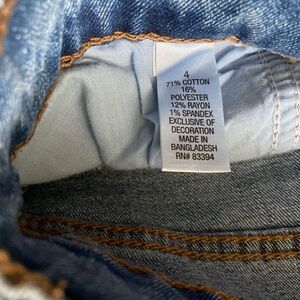 4
71% COTTON
16%
POLYESTER
12% RAYON
1% SPANDEX
EXCLUSIVE OF
DECORATION
MADE IN
BANGLADESH
RN# 83394